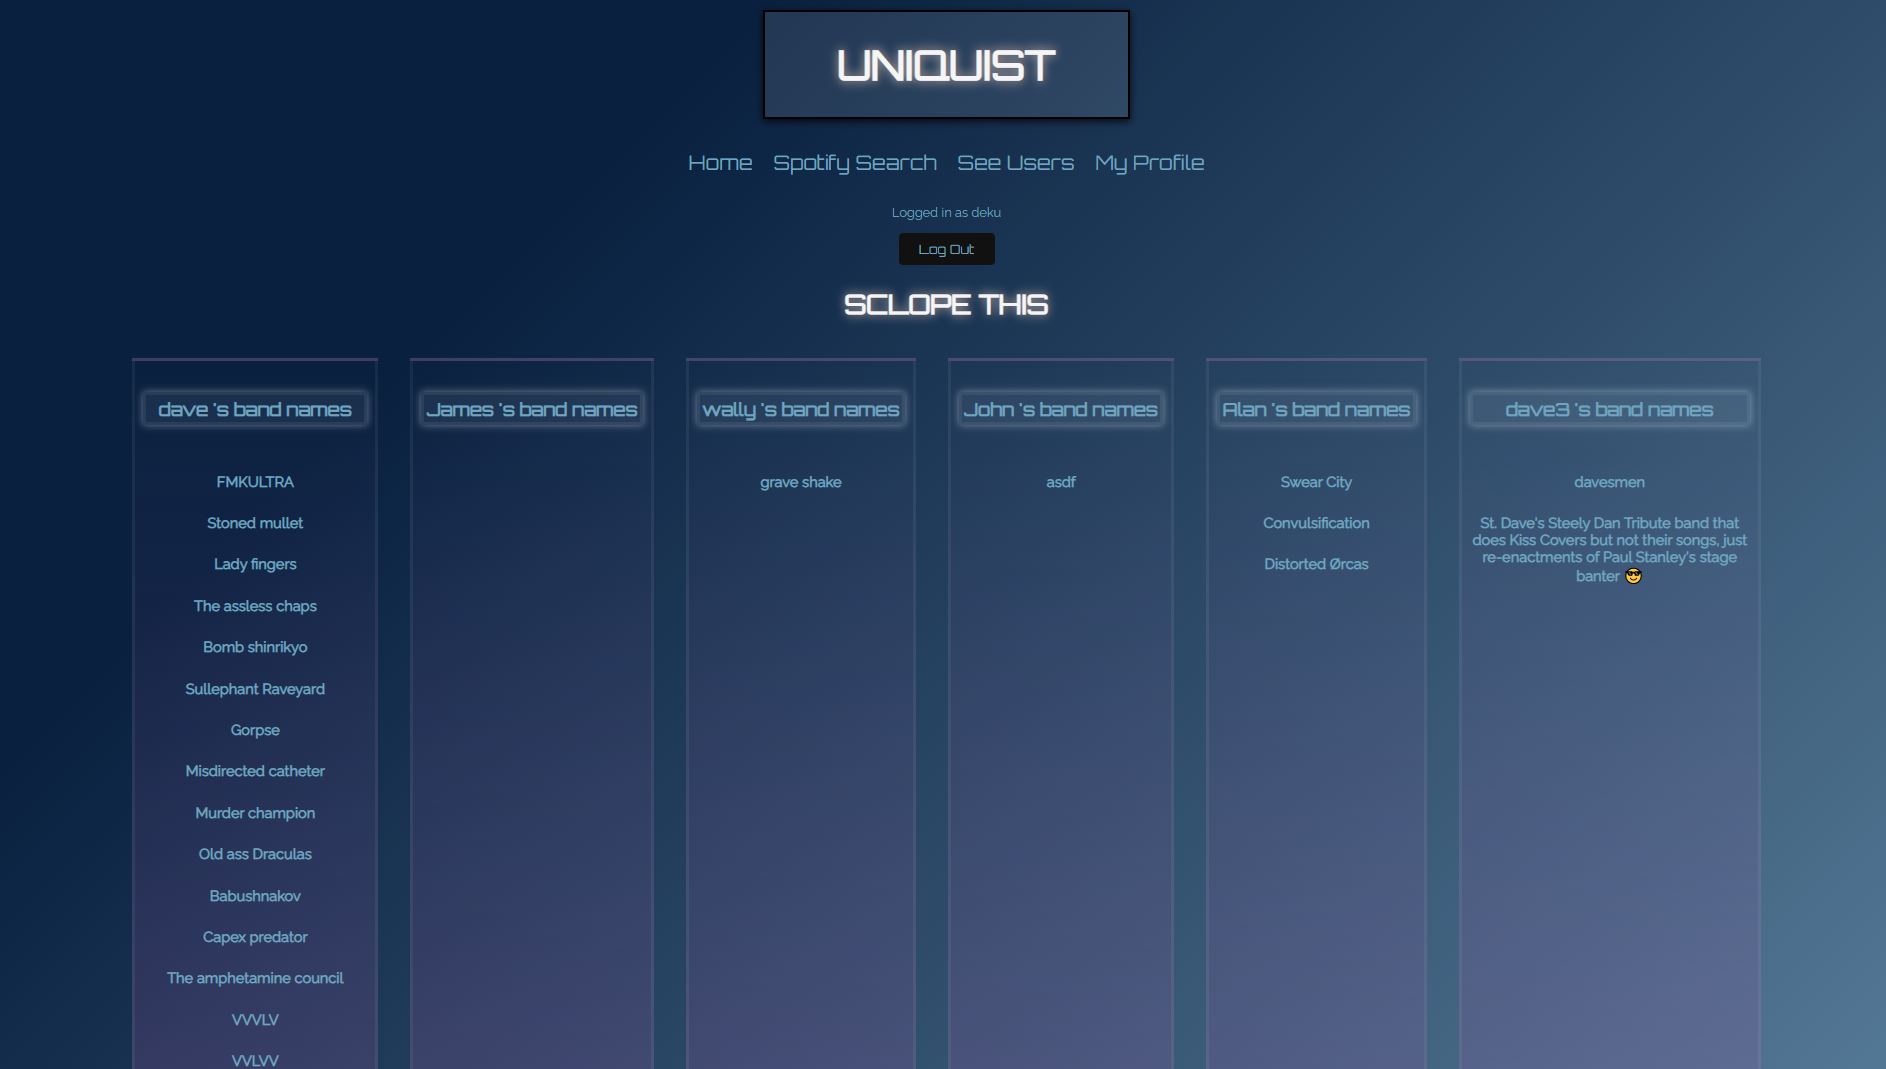 UNIQUIST
Home Spotify Search See Users My Profile
Logged in as deku
Log Out
SCLOPE THIS
dave 's band names
FMKULTRA
Stoned mullet
Lady fingers
The assless chaps
Bomb shinrikyo
Sullephant Raveyard
Gorpse
Misdirected catheter
Murder champion
Old ass Draculas
Babushnakov
Capex predator
The amphetamine council
VVVLV
VVLVV
James 's band names
wally 's band names
grave shake
John 's band names
asdf
Alan 's band names
Swear City
Convulsification
Distorted Ørcas
dave3 's band names
davesmen
St. Dave's Steely Dan Tribute band that
does Kiss Covers but not their songs, just
re-enactments of Paul Stanley's stage
banter 😎